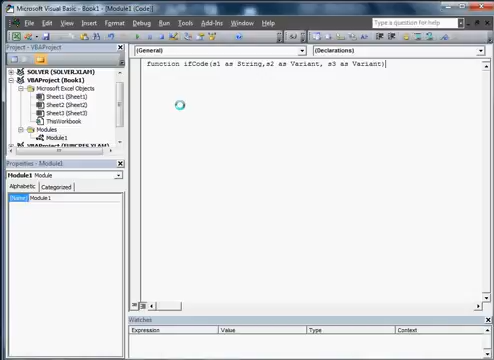 Microsoft Visual Basic - Book1 - [Module1 (Code)]
File Edit View Insert Format Debug Run Tools Add-Ins Window Help
Type a question for help
Project - VBAProject
SOLVER (SOLVER.XLAM)
VBAProject (Book1)
Microsoft Excel Objects
Sheet1 (Sheet1)
Sheet2 (Sheet2)
Sheet3 (Sheet3)
ThisWorkbook
Modules
Module1
Properties - Module1
Module1 Module
Alphabetic Categorized
(Name) Module1
(General) (Declarations)
function ifCode(s1 as String,s2 as Variant, s3 as Variant)
Watches
Expression Value Type Context